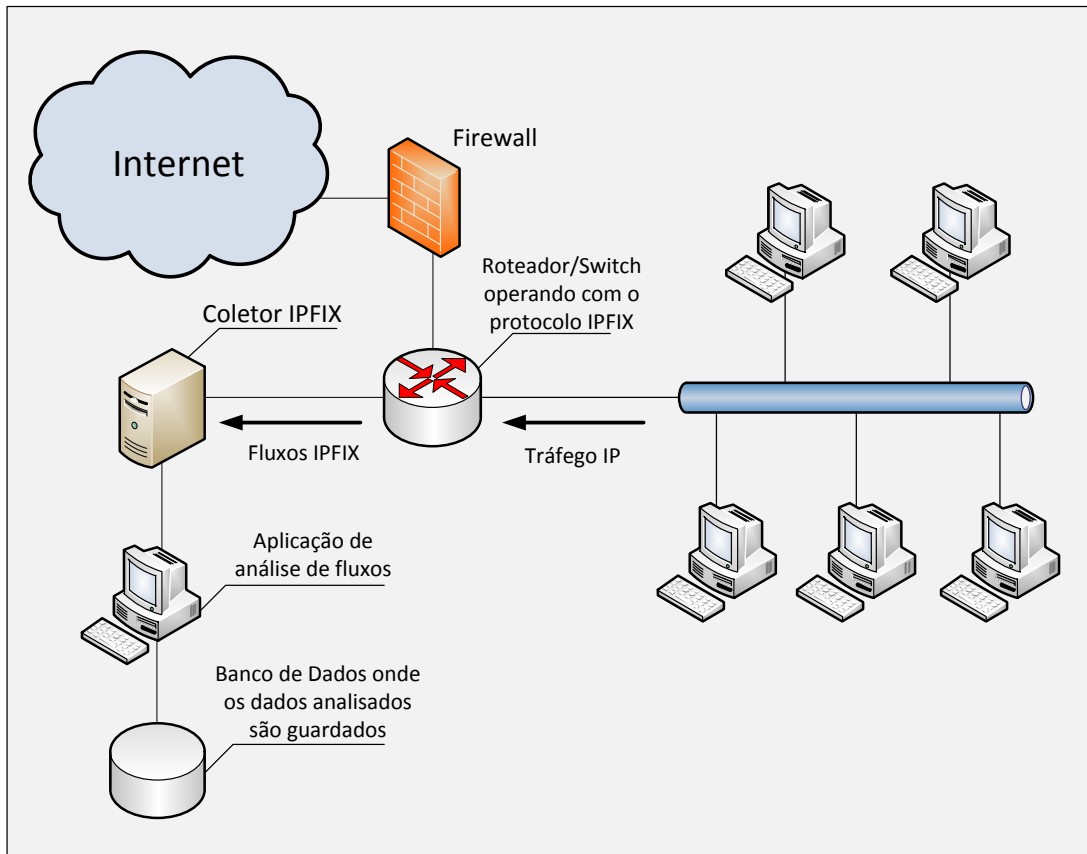 Internet
Firewall
Roteador/Switch
operando com o
protocolo IPFIX
Coletor IPFIX
Fluxos IPFIX
Tráfego IP
Aplicação de
análise de fluxos
Banco de Dados onde
os dados analisados
são guardados